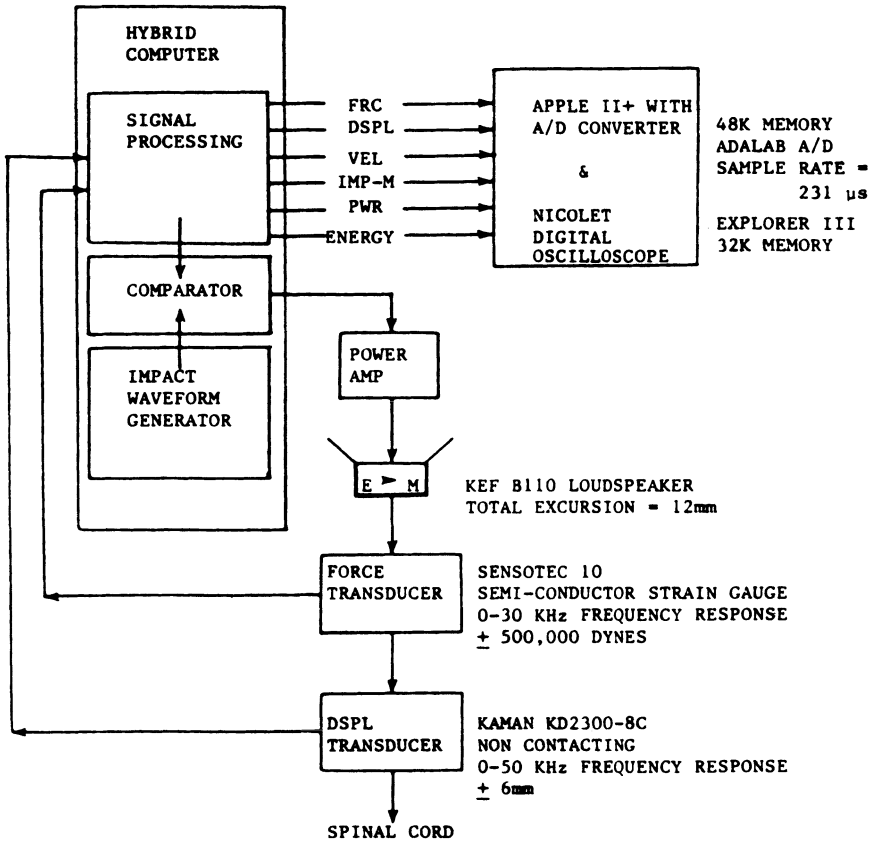 HYBRID
COMPUTER
SIGNAL
PROCESSING
FRC
DSPL
VEL
IMP-M
PWR
ENERGY
APPLE II+ WITH
A/D CONVERTER
&
NICOLET
DIGITAL
OSCILLOSCOPE
48K MEMORY
ADALAB A/D
SAMPLE RATE =
231 µs
EXPLORER III
32K MEMORY
COMPARATOR
IMPACT
WAVEFORM
GENERATOR
POWER
AMP
E ► M
KEF B110 LOUDSPEAKER
TOTAL EXCURSION = 12mm
FORCE
TRANSDUCER
SENSOTEC 10
SEMI-CONDUCTOR STRAIN GAUGE
0-30 KHz FREQUENCY RESPONSE
± 500,000 DYNES
DSPL
TRANSDUCER
KAMAN KD2300-8C
NON CONTACTING
0-50 KHz FREQUENCY RESPONSE
± 6mm
SPINAL CORD